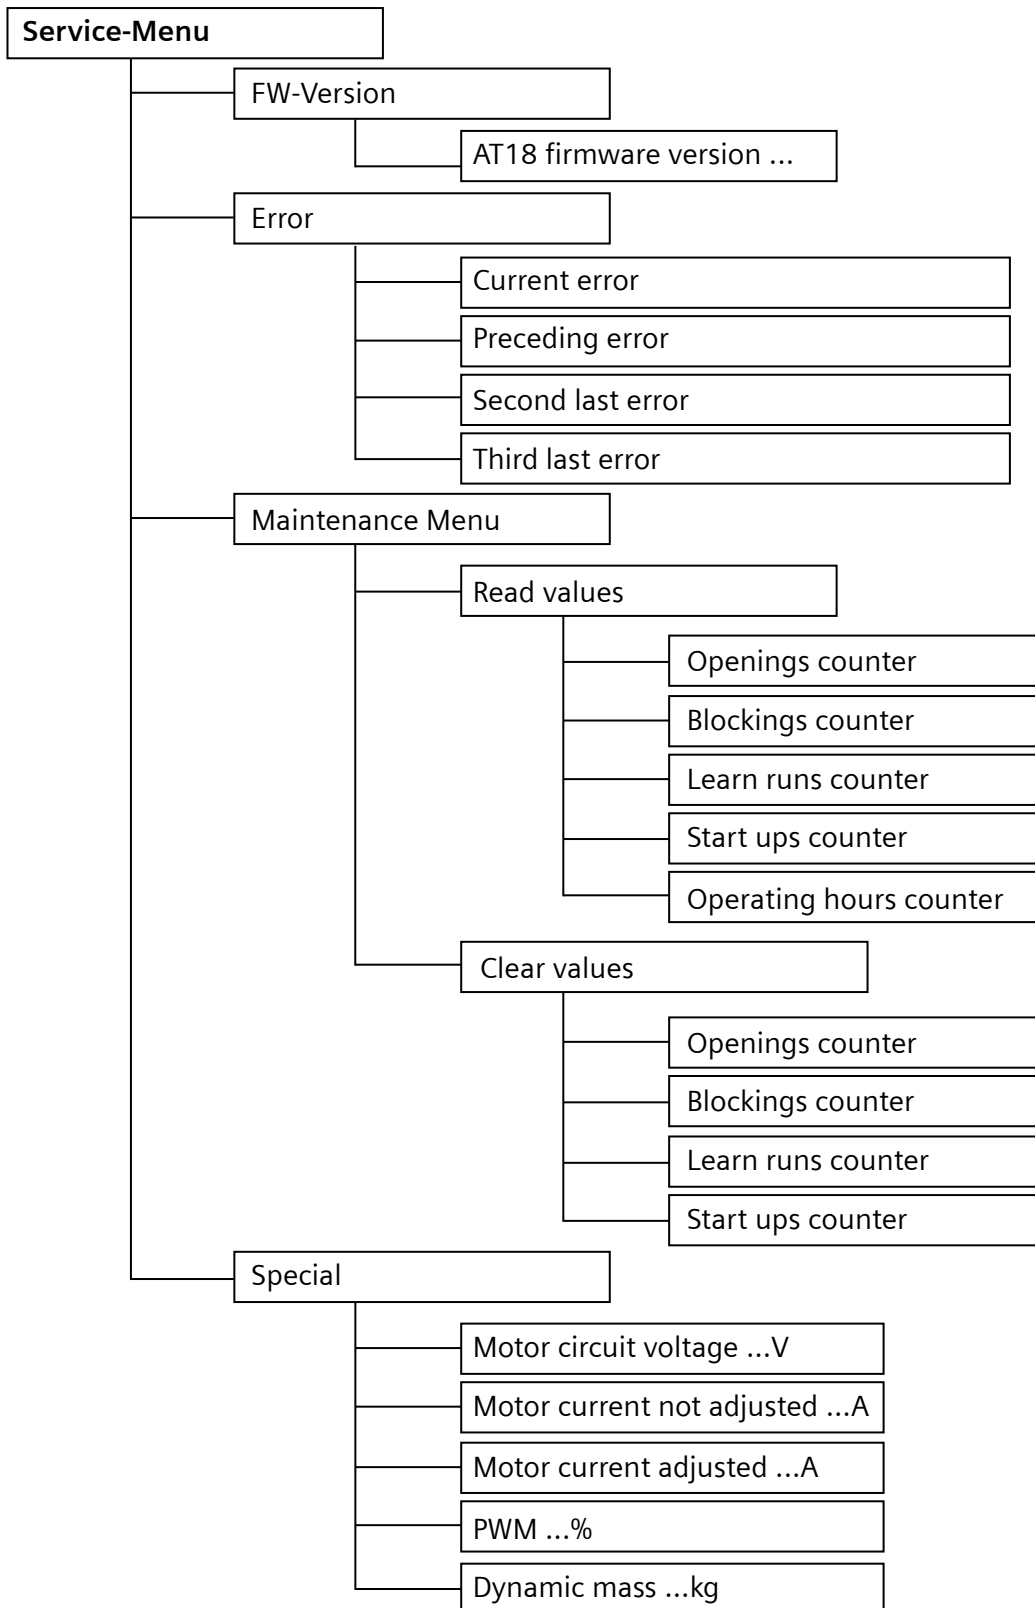 Service-Menu
FW-Version
AT18 firmware version ...
Error
Current error
Preceding error
Second last error
Third last error
Maintenance Menu
Read values
Openings counter
Blockings counter
Learn runs counter
Start ups counter
Operating hours counter
Clear values
Openings counter
Blockings counter
Learn runs counter
Start ups counter
Special
Motor circuit voltage ...V
Motor current not adjusted ...A
Motor current adjusted ...A
PWM ...%
Dynamic mass ...kg